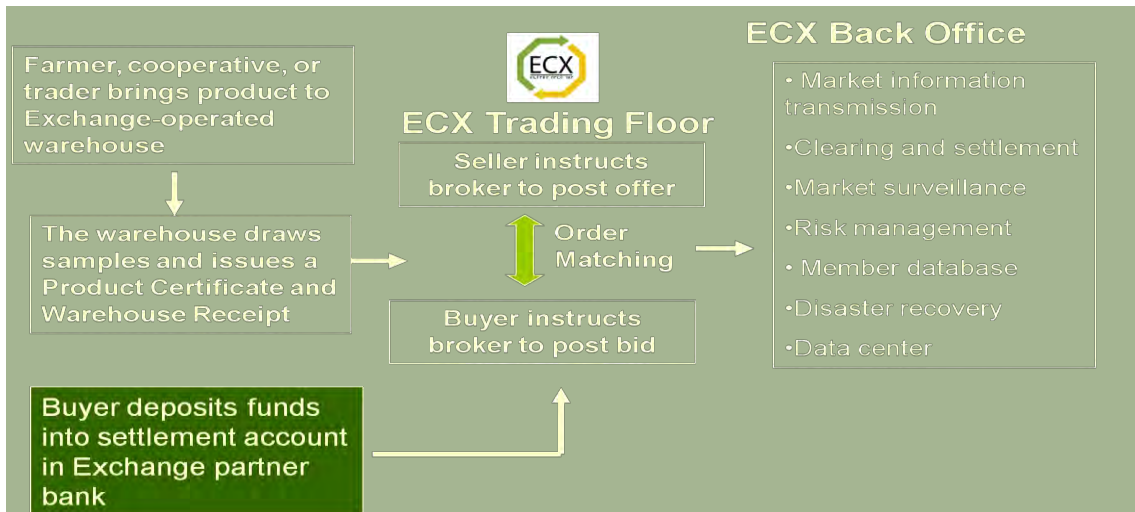 Farmer, cooperative, or
trader brings product to
Exchange-operated
warehouse
The warehouse draws
samples and issues a
Product Certificate and
Warehouse Receipt
Buyer deposits funds
into settlement account
in Exchange partner
bank
ECX
ECX Trading Floor
Seller instructs
broker to post offer
Order
Matching
Buyer instructs
broker to post bid
ECX Back Office
• Market information
transmission
•Clearing and settlement
•Market surveillance
•Risk management
• Member database
•Disaster recovery
•Data center